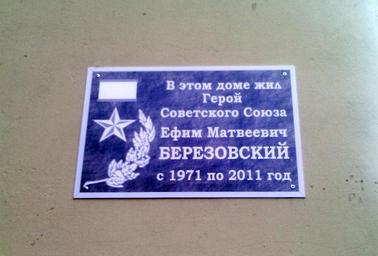 В этом доме жил
Герой
Советского Союза
Ефим Матвеевич
БЕРЕЗОВСКИЙ
с 1971 по 2011 год